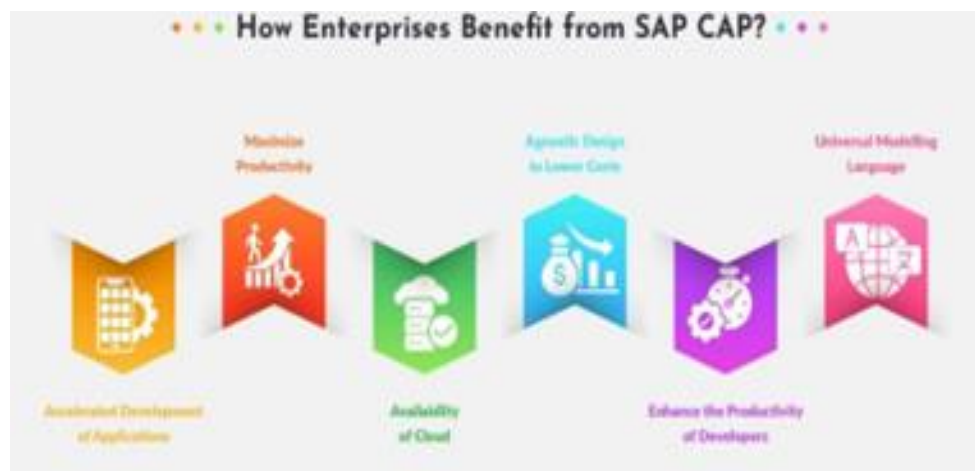 How Enterprises Benefit from SAP CAP?
Maximize
Productivity
Agnostic Design
to Lower Costs
Universal Modelling
Language
Accelerated Development
of Applications
Availability
of Cloud
Enhance the Productivity
of Developers
A